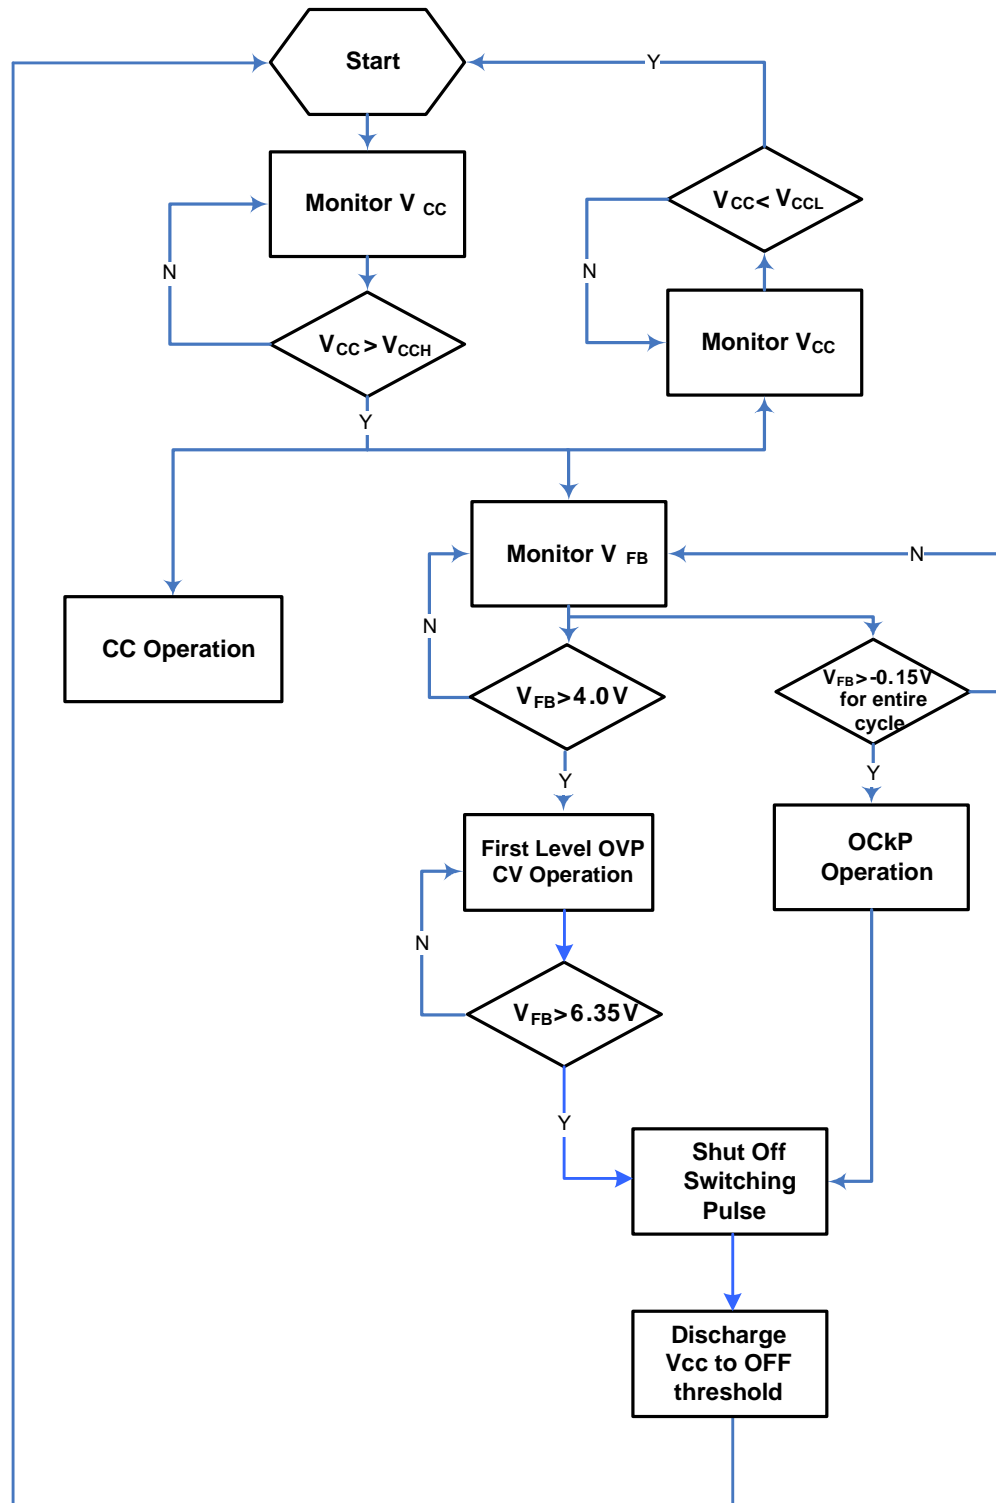 Start
Y
Monitor V CC
VCC< VCCL
N
N
VCC>VCCH
Monitor VCC
Y
Monitor V FB
N
CC Operation
N
VFB>4.0V
VFB>-0.15V
for entire
cycle
Y
Y
First Level OVP
CV Operation
OCkP
Operation
N
VFB>6.35V
Y
Shut Off
Switching
Pulse
Discharge
Vcc to OFF
threshold